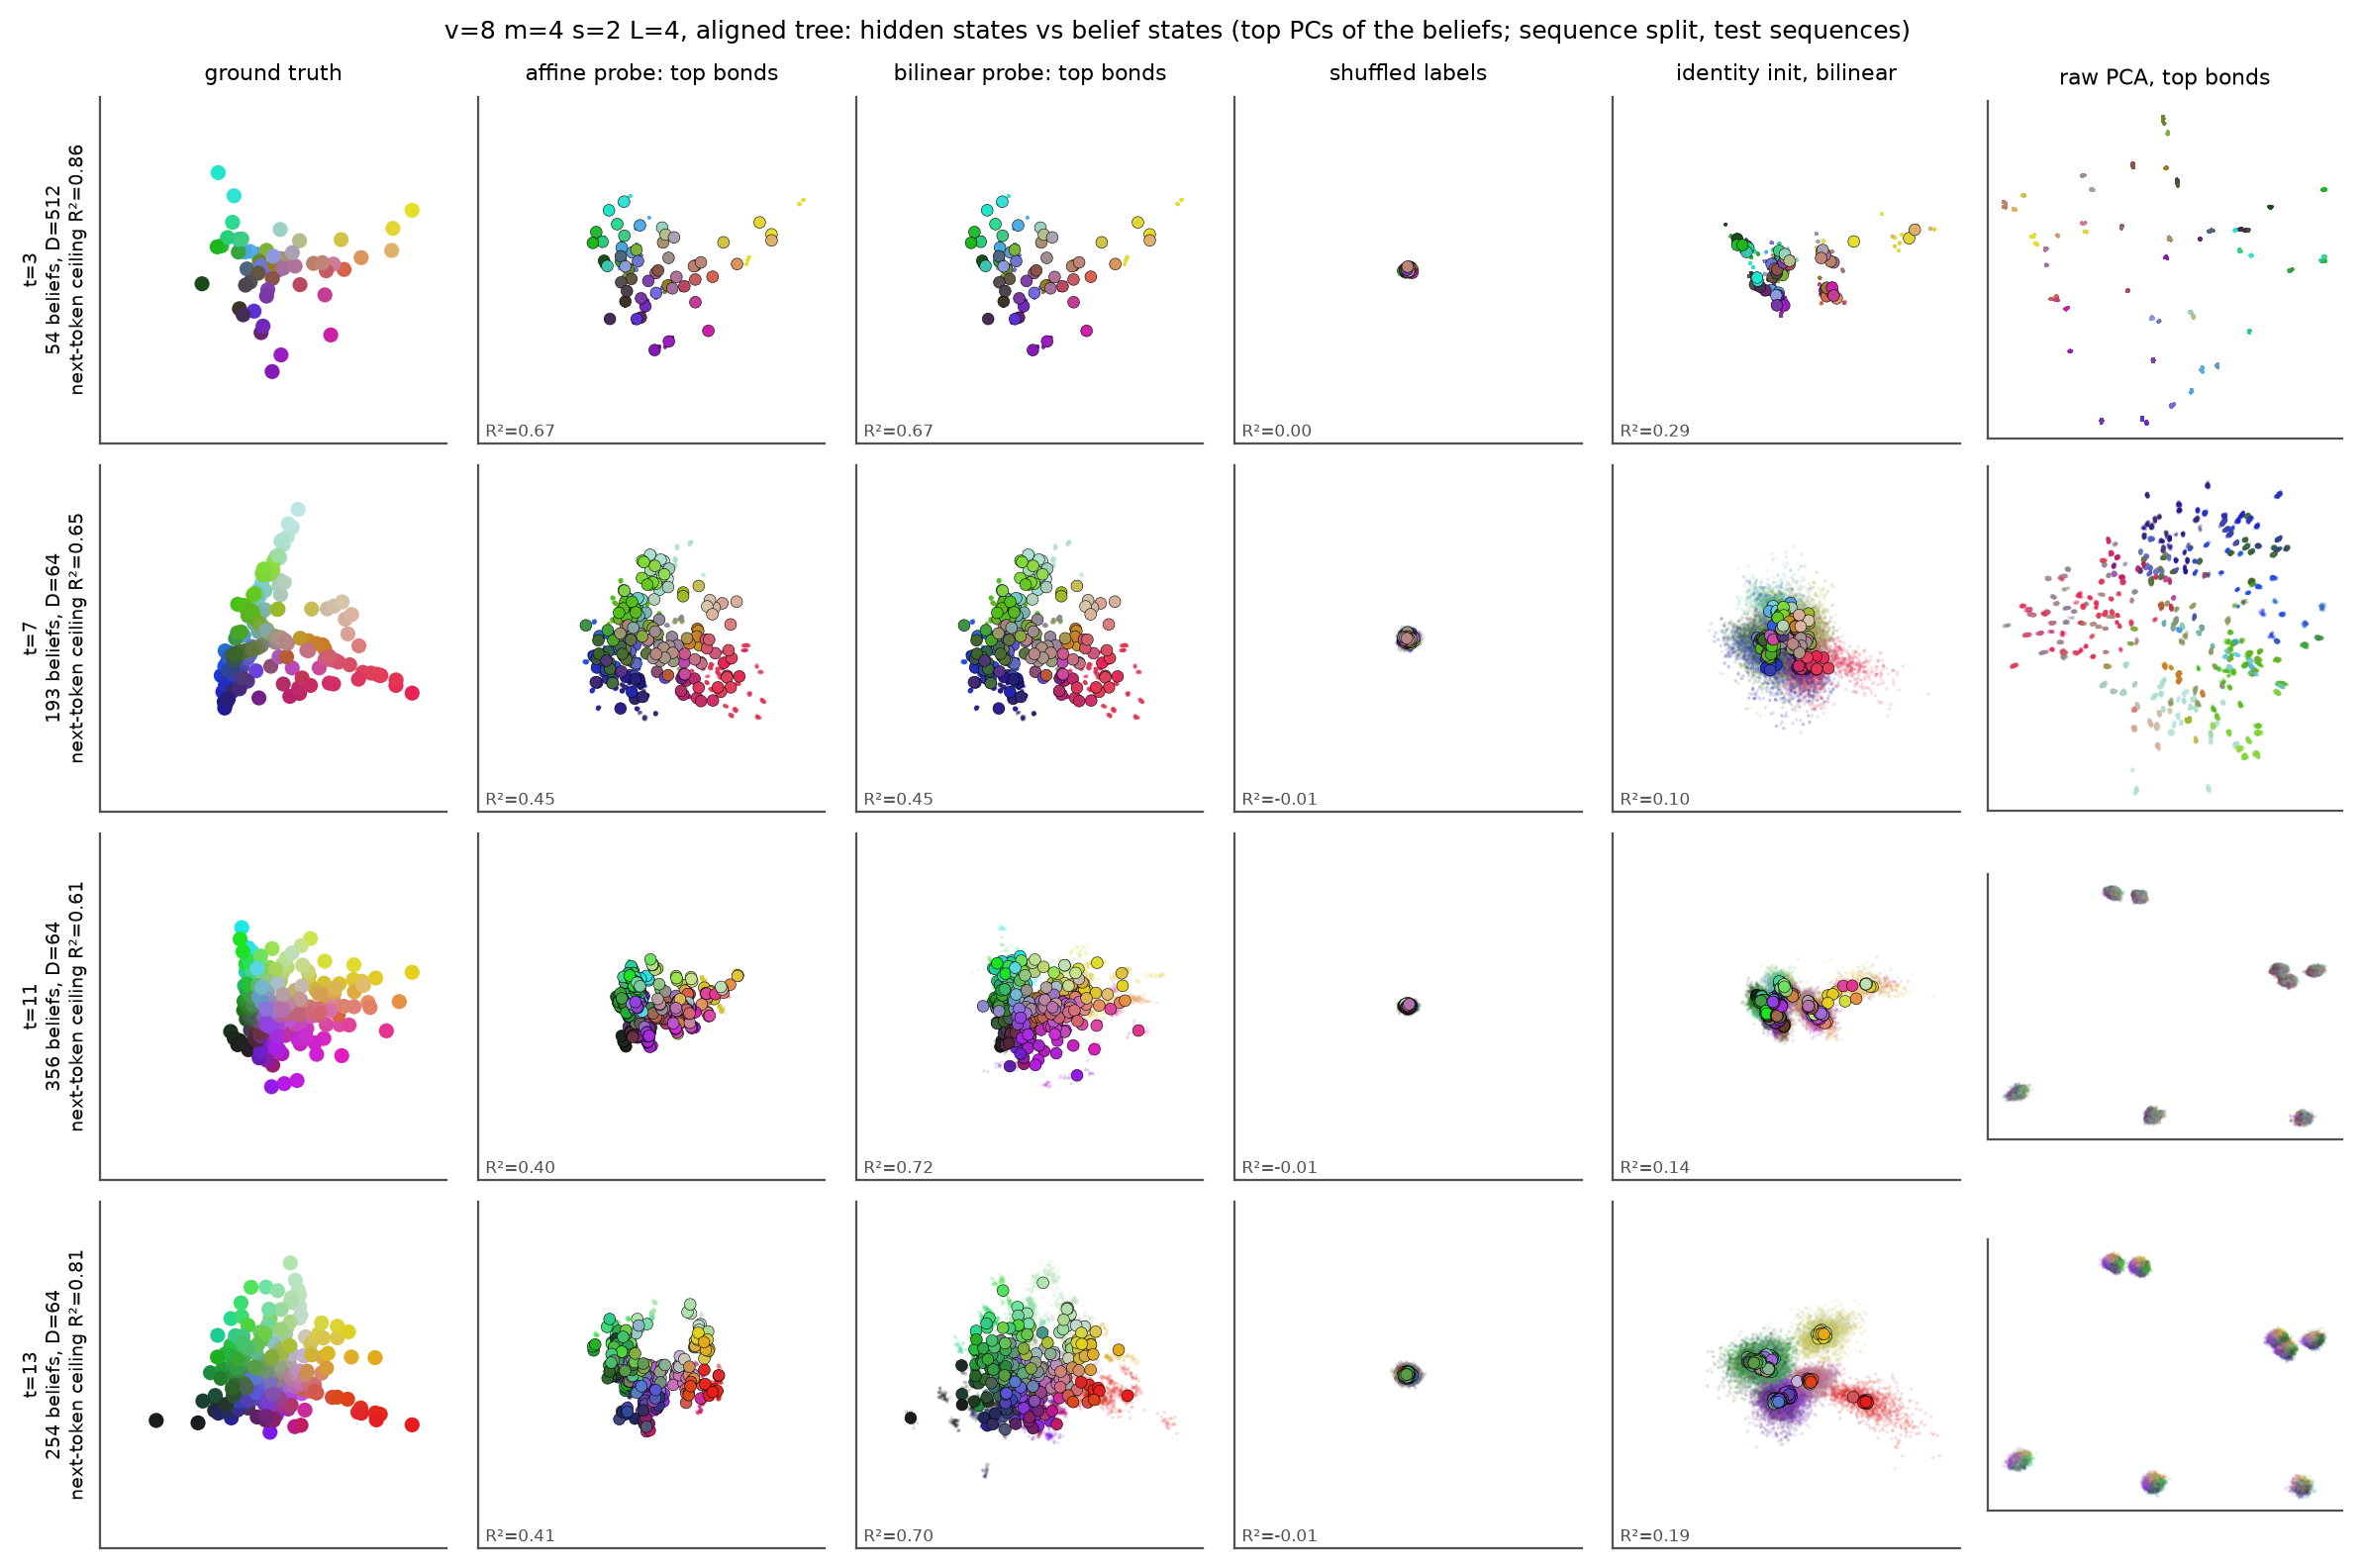 v=8 m=4 s=2 L=4, aligned tree: hidden states vs belief states (top PCs of the beliefs; sequence split, test sequences)
ground truth
affine probe: top bonds
bilinear probe: top bonds
shuffled labels
identity init, bilinear
raw PCA, top bonds
t=3
54 beliefs, D=512
next-token ceiling R²=0.86
R²=0.67
R²=0.67
R²=0.00
R²=0.29
t=7
193 beliefs, D=64
next-token ceiling R²=0.65
R²=0.45
R²=0.45
R²=-0.01
R²=0.10
t=11
356 beliefs, D=64
next-token ceiling R²=0.61
R²=0.40
R²=0.72
R²=-0.01
R²=0.14
t=13
254 beliefs, D=64
next-token ceiling R²=0.81
R²=0.41
R²=0.70
R²=-0.01
R²=0.19